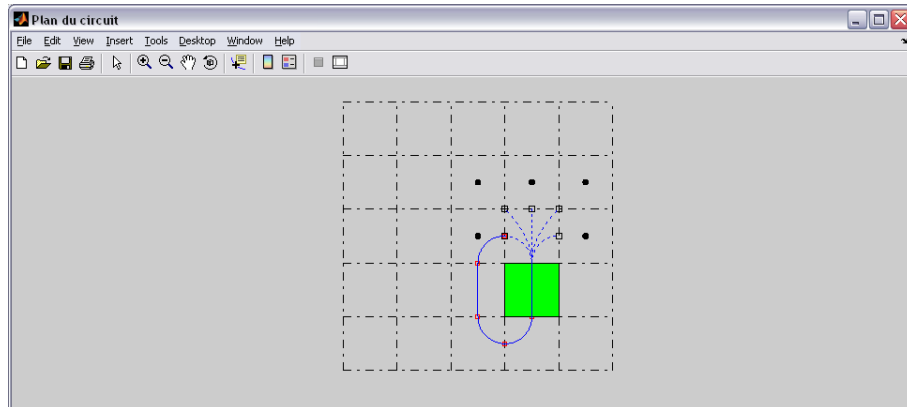 Plan du circuit
File Edit View Insert Tools Desktop Window Help